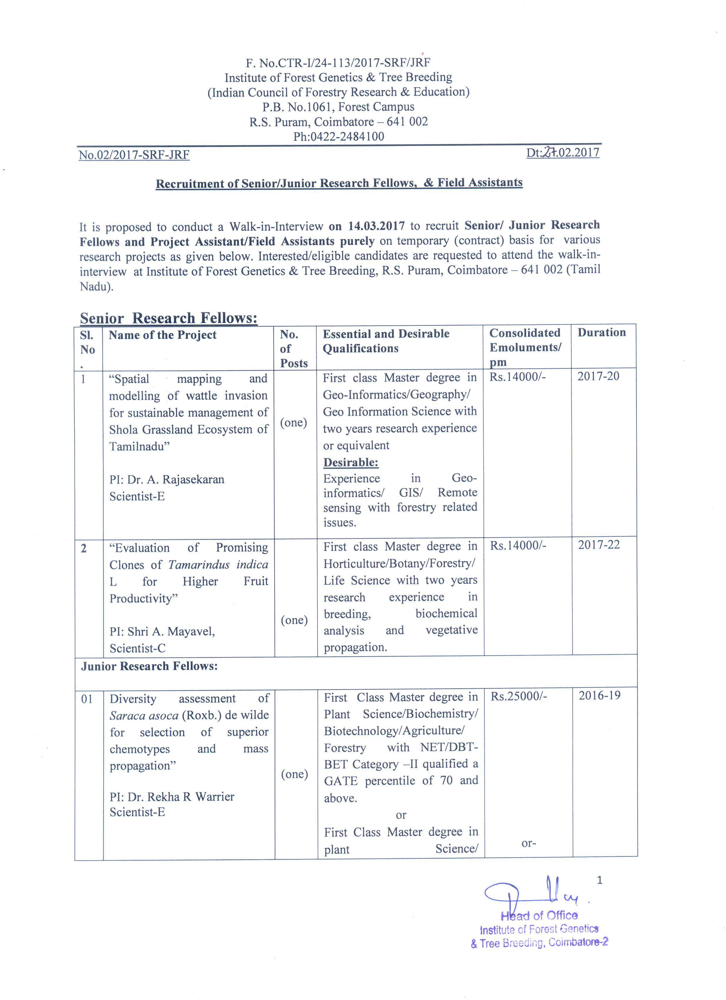 F. No.CTR-I/24-113/2017-SRF/JRF
Institute of Forest Genetics & Tree Breeding
(Indian Council of Forestry Research & Education)
P.B. No.1061, Forest Campus
R.S. Puram, Coimbatore – 641 002
Ph:0422-2484100
No.02/2017-SRF-JRF Dt:27.02.2017
Recruitment of Senior/Junior Research Fellows, & Field Assistants
It is proposed to conduct a Walk-in-Interview on 14.03.2017 to recruit Senior/ Junior Research
Fellows and Project Assistant/Field Assistants purely on temporary (contract) basis for various
research projects as given below. Interested/eligible candidates are requested to attend the walk-in-
interview at Institute of Forest Genetics & Tree Breeding, R.S. Puram, Coimbatore – 641 002 (Tamil
Nadu).
Senior Research Fellows:
Sl.
No
.
Name of the Project
No.
of
Posts
Essential and Desirable
Qualifications
Consolidated
Emoluments/
pm
Duration
1
“Spatial mapping and
modelling of wattle invasion
for sustainable management of
Shola Grassland Ecosystem of
Tamilnadu”
PI: Dr. A. Rajasekaran
Scientist-E
(one)
First class Master degree in
Geo-Informatics/Geography/
Geo Information Science with
two years research experience
or equivalent
Desirable:
Experience in Geo-
informatics/ GIS/ Remote
sensing with forestry related
issues.
Rs.14000/-
2017-20
2
“Evaluation of Promising
Clones of Tamarindus indica
L for Higher Fruit
Productivity”
PI: Shri A. Mayavel,
Scientist-C
(one)
First class Master degree in
Horticulture/Botany/Forestry/
Life Science with two years
research experience in
breeding, biochemical
analysis and vegetative
propagation.
Rs.14000/-
2017-22
Junior Research Fellows:
01
Diversity assessment of
Saraca asoca (Roxb.) de wilde
for selection of superior
chemotypes and mass
propagation”
PI: Dr. Rekha R Warrier
Scientist-E
(one)
First Class Master degree in
Plant Science/Biochemistry/
Biotechnology/Agriculture/
Forestry with NET/DBT-
BET Category –II qualified a
GATE percentile of 70 and
above.
or
First Class Master degree in
plant Science/
Rs.25000/-
or-
2016-19
1
Head of Office
Institute of Forest Genetics
& Tree Breeding, Coimbatore-2